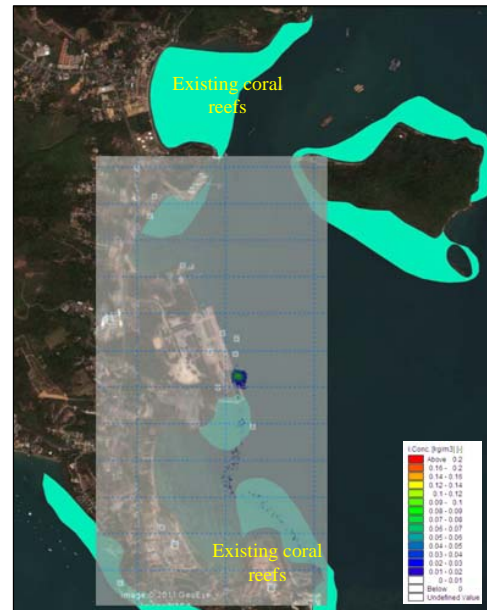 Existing coral
reefs
Existing coral
reefs
Image © 2011 GeoEye
Conc. [kg/m3] [-]
Above 0.2
0.16 - 0.2
0.14 - 0.16
0.12 - 0.14
0.1 - 0.12
0.09 - 0.1
0.08 - 0.09
0.07 - 0.08
0.06 - 0.07
0.05 - 0.06
0.04 - 0.05
0.03 - 0.04
0.02 - 0.03
0.01 - 0.02
0 - 0.01
Below 0
Undefined Value